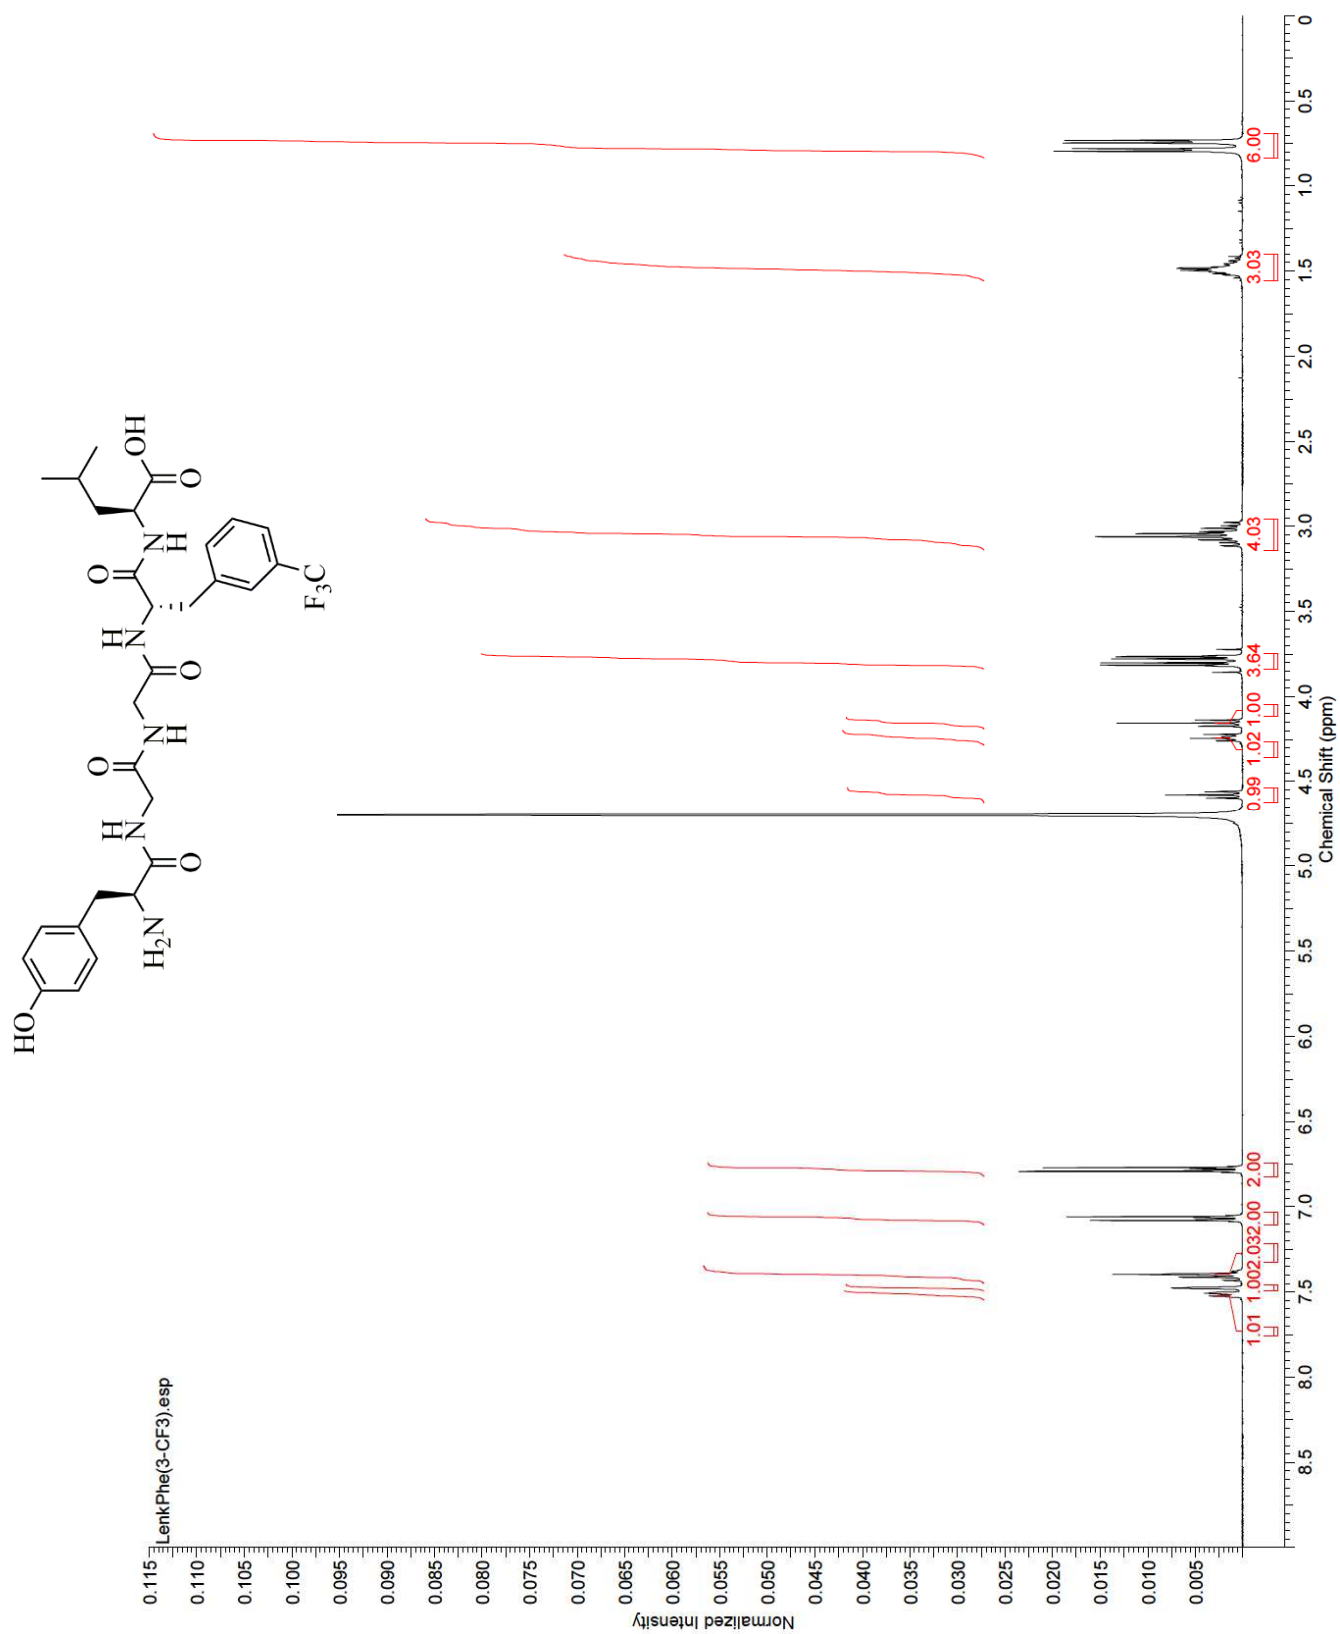 LenkPhe(3-CF3).esp
0.115
0.110
0.105
0.100
0.095
0.090
0.085
0.080
0.075
0.070
0.065
0.060
0.055
0.050
0.045
0.040
0.035
0.030
0.025
0.020
0.015
0.010
0.005
Normalized Intensity
HO
H2N
O
H
N
O
N
H
O
H
N
O
N
H
O
OH
F3C
1.01
1.00
2.03
2.00
2.00
0.99
1.02
1.00
3.64
4.03
3.03
6.00
8.5
8.0
7.5
7.0
6.5
6.0
5.5
5.0
4.5
4.0
3.5
3.0
2.5
2.0
1.5
1.0
0.5
0
Chemical Shift (ppm)